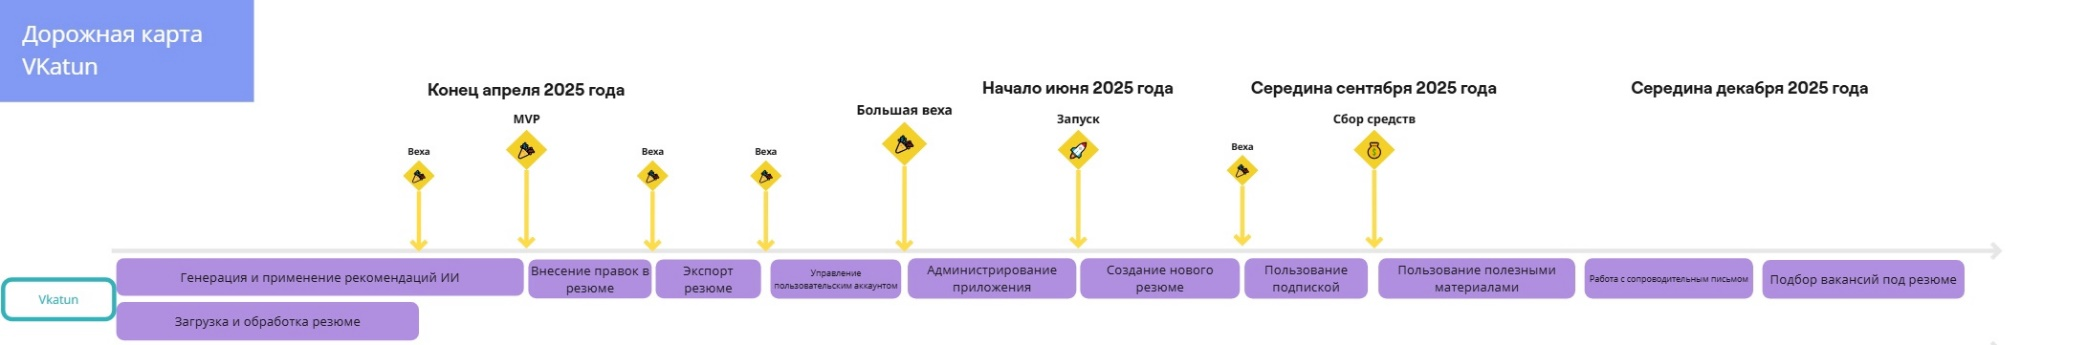 Дорожная карта
VKatun
Конец апреля 2025 года
Начало июня 2025 года
Середина сентября 2025 года
Середина декабря 2025 года
Веха
MVP
Веха
Веха
Большая веха
Запуск
Веха
Сбор средств
Vkatun
Генерация и применение рекомендаций ИИ
Внесение правок в
резюме
Экспорт
резюме
Управление
пользовательским аккаунтом
Администрирование
приложения
Создание нового
резюме
Пользование
подпиской
Пользование полезными
материалами
Работа с сопроводительным письмом
Подбор вакансий под резюме
Загрузка и обработка резюме